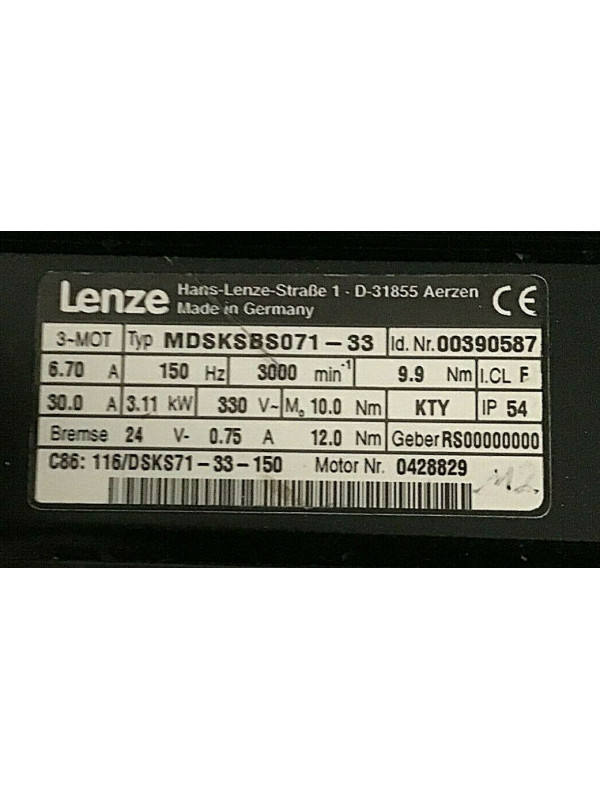 Lenze Hans-Lenze-Straße 1 · D-31855 Aerzen CE
Made in Germany
3-MOT Typ MDSKSBS071-33 Id. Nr. 00390587
6.70 A 150 Hz 3000 min⁻¹ 9.9 Nm I.CL F
30.0 A 3.11 kW 330 V~ M₀ 10.0 Nm KTY IP 54
Bremse 24 V- 0.75 A 12.0 Nm Geber RS00000000
C86: 116/DSKS71-33-150 Motor Nr. 0428829
M2